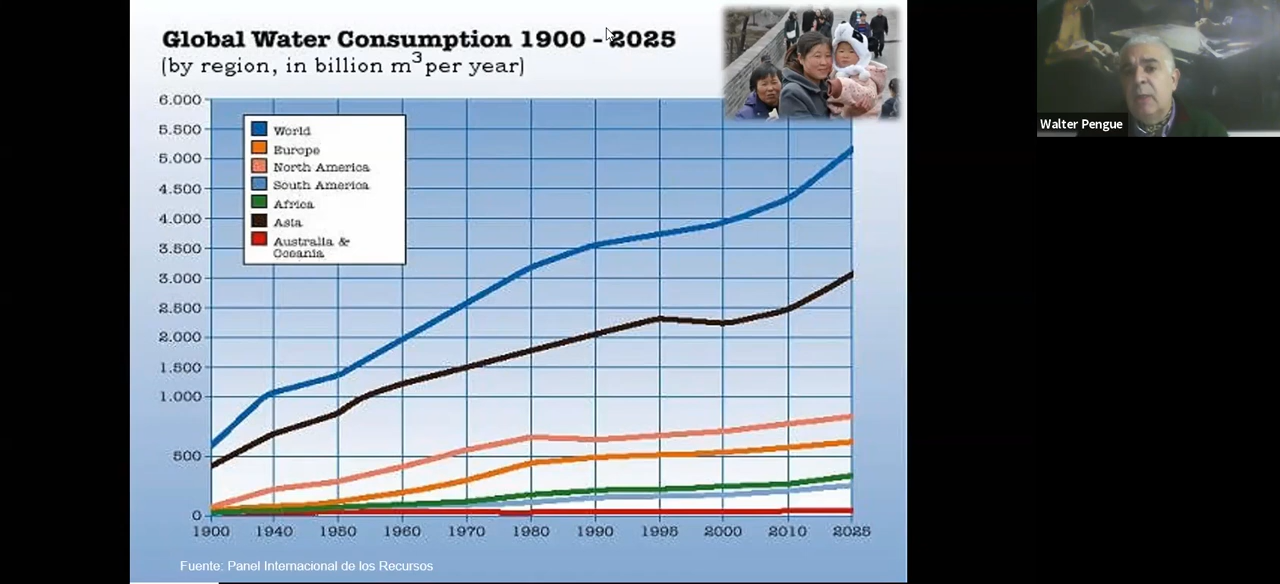 Global Water Consumption 1900 - 2025
(by region, in billion m³ per year)
6.000
5.500
5.000
4.500
4.000
3.500
3.000
2.500
2.000
1.500
1.000
500
0
World
Europe
North America
South America
Africa
Asia
Australia &
Oceania
1900 1940 1950 1960 1970 1980 1990 1995 2000 2010 2025
Fuente: Panel Internacional de los Recursos
Walter Pengue